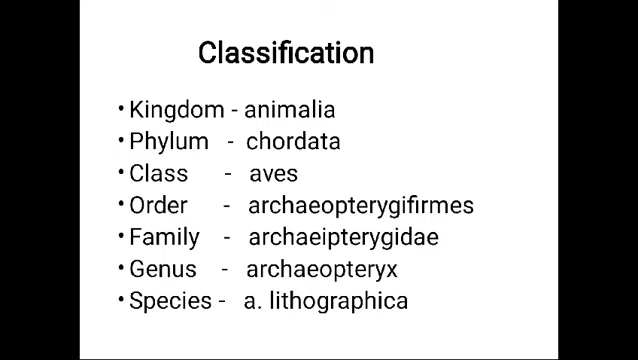 Classification
• Kingdom - animalia
• Phylum - chordata
• Class - aves
• Order - archaeopterygifirmes
• Family - archaeipterygidae
• Genus - archaeopteryx
• Species - a. lithographica